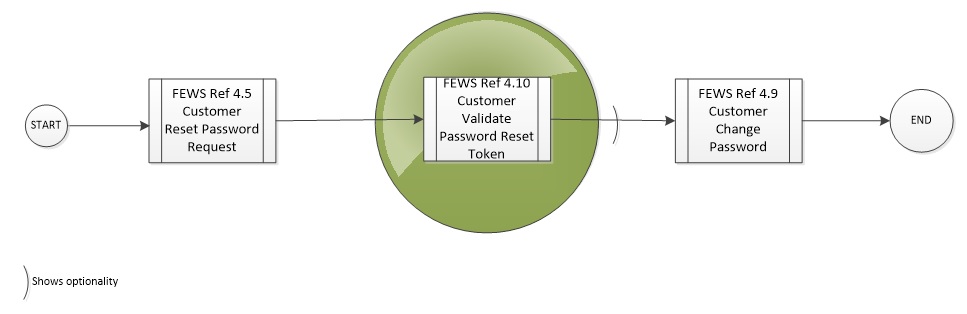 START
FEWS Ref 4.5
Customer
Reset Password
Request
FEWS Ref 4.10
Customer
Validate
Password Reset
Token
FEWS Ref 4.9
Customer
Change
Password
END
Shows optionality